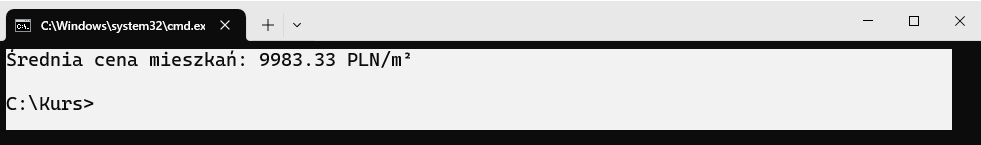 C:\Windows\system32\cmd.ex
Średnia cena mieszkań: 9983.33 PLN/m²
C:\Kurs>